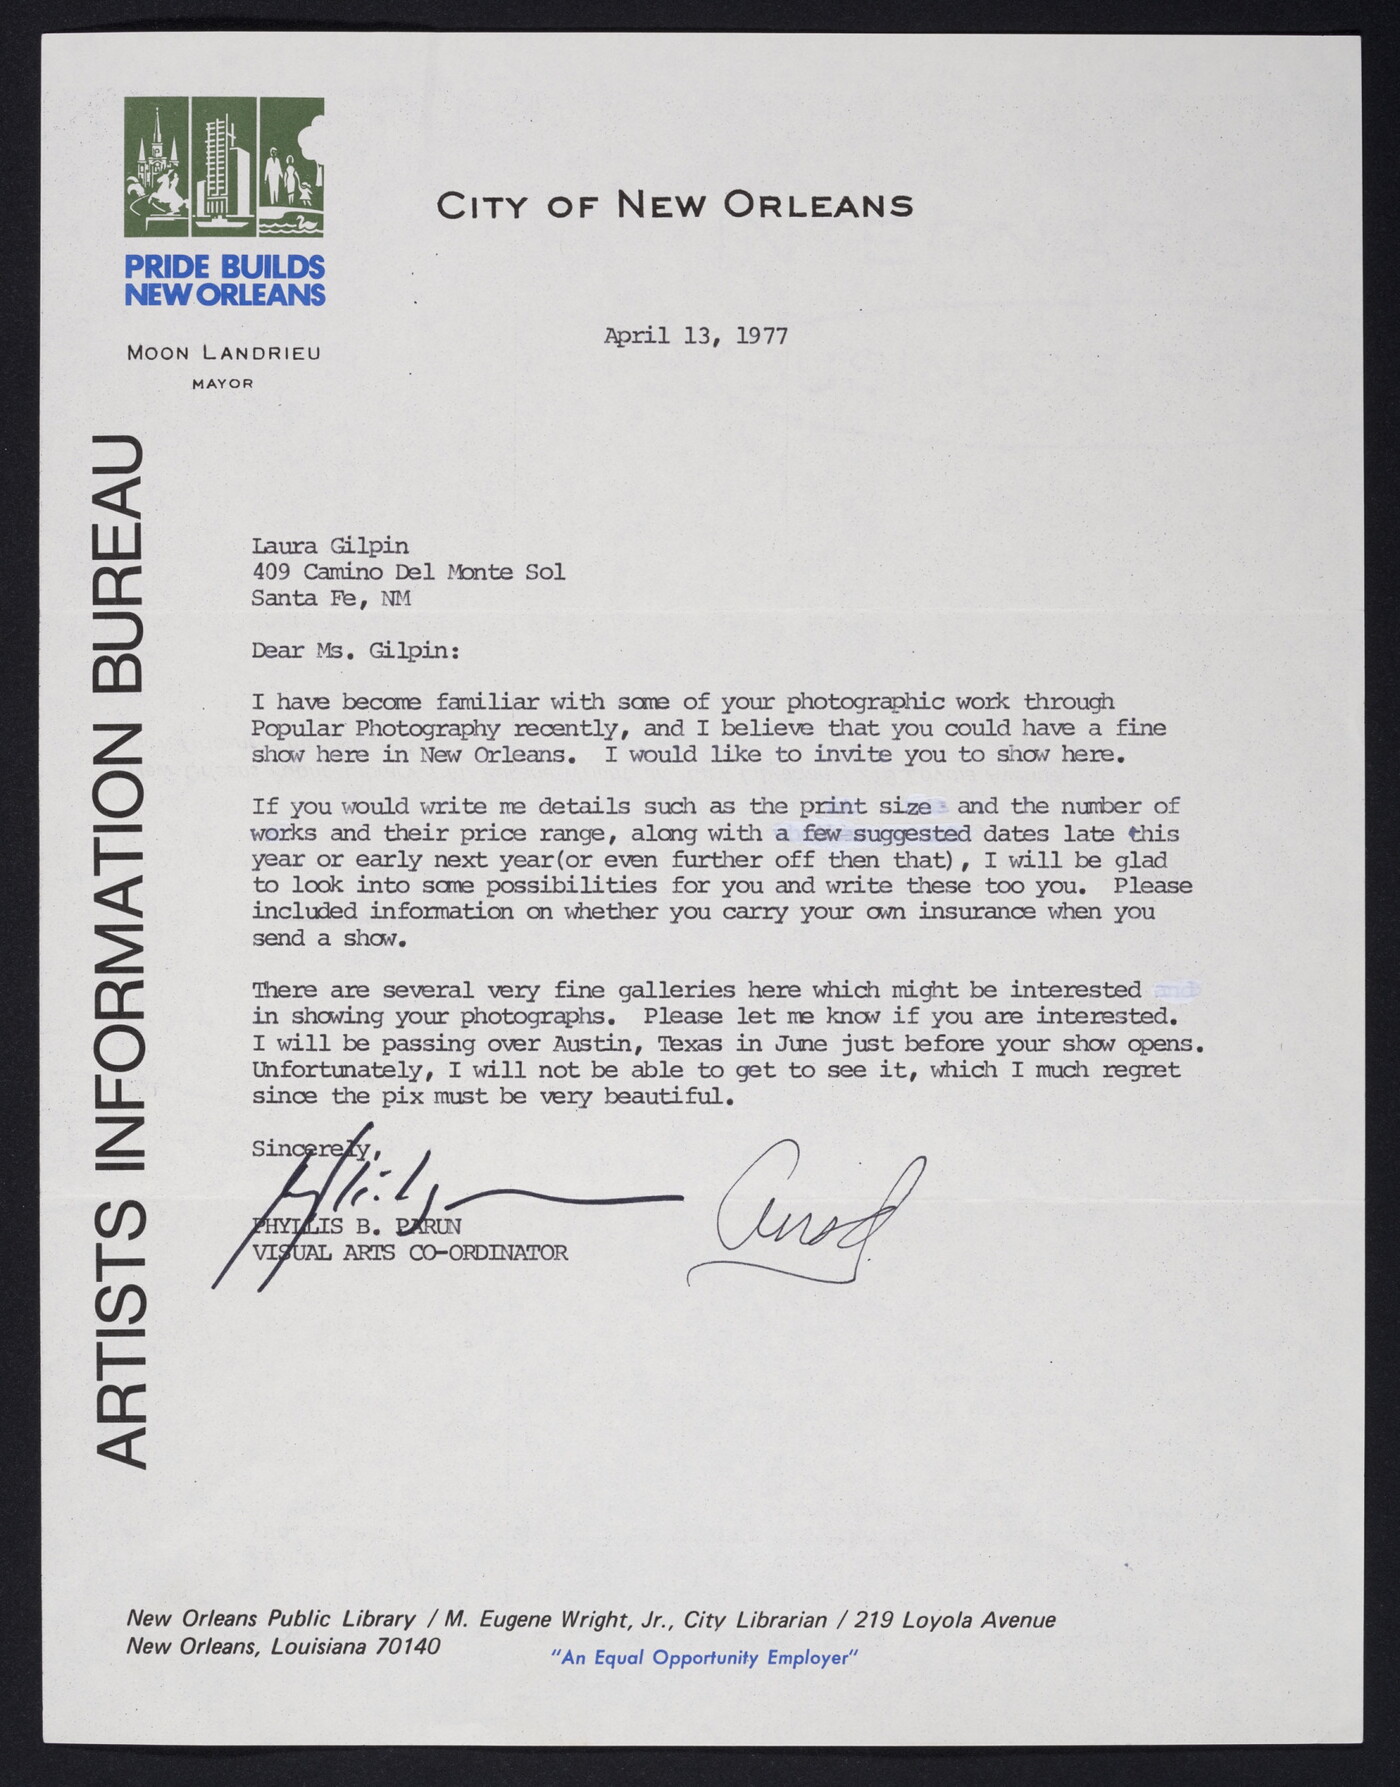 PRIDE BUILDS
NEW ORLEANS
CITY OF NEW ORLEANS
MOON LANDRIEU
MAYOR
April 13, 1977
ARTISTS INFORMATION BUREAU
Laura Gilpin
409 Camino Del Monte Sol
Santa Fe, NM
Dear Ms. Gilpin:
I have become familiar with some of your photographic work through
Popular Photography recently, and I believe that you could have a fine
show here in New Orleans.  I would like to invite you to show here.
If you would write me details such as the print size and the number of
works and their price range, along with a few suggested dates late this
year or early next year(or even further off then that), I will be glad
to look into some possibilities for you and write these too you.  Please
included information on whether you carry your own insurance when you
send a show.
There are several very fine galleries here which might be interested
in showing your photographs.  Please let me know if you are interested.
I will be passing over Austin, Texas in June just before your show opens.
Unfortunately, I will not be able to get to see it, which I much regret
since the pix must be very beautiful.
Sincerely,
PHYLLIS B. PARUN
VISUAL ARTS CO-ORDINATOR
New Orleans Public Library / M. Eugene Wright, Jr., City Librarian / 219 Loyola Avenue
New Orleans, Louisiana 70140
"An Equal Opportunity Employer"